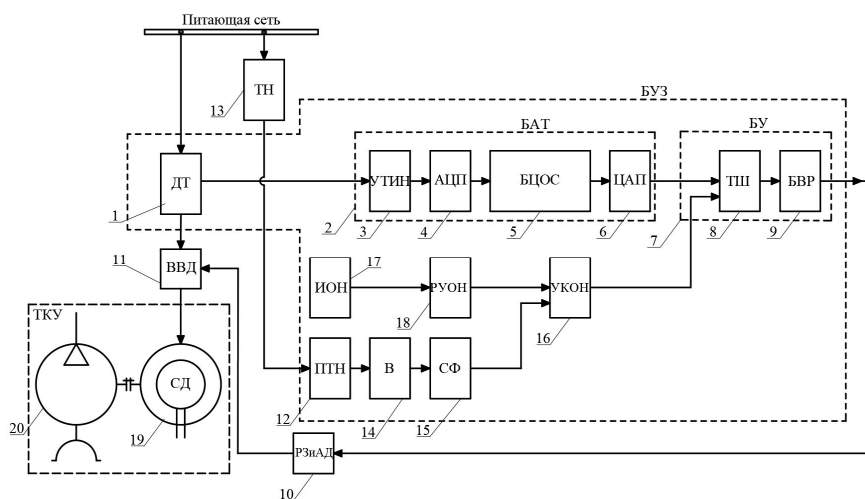 Питающая сеть
ТН
13
БУЗ
БАТ
БУ
ДТ
1
УТИН
АЦП
БЦОС
ЦАП
ТШ
БВР
2
3
4
5
6
7
8
9
ВВД
11
ИОН
17
РУОН
18
УКОН
16
ТКУ
СД
20
19
ПТН
12
В
14
СФ
15
РЗиАД
10